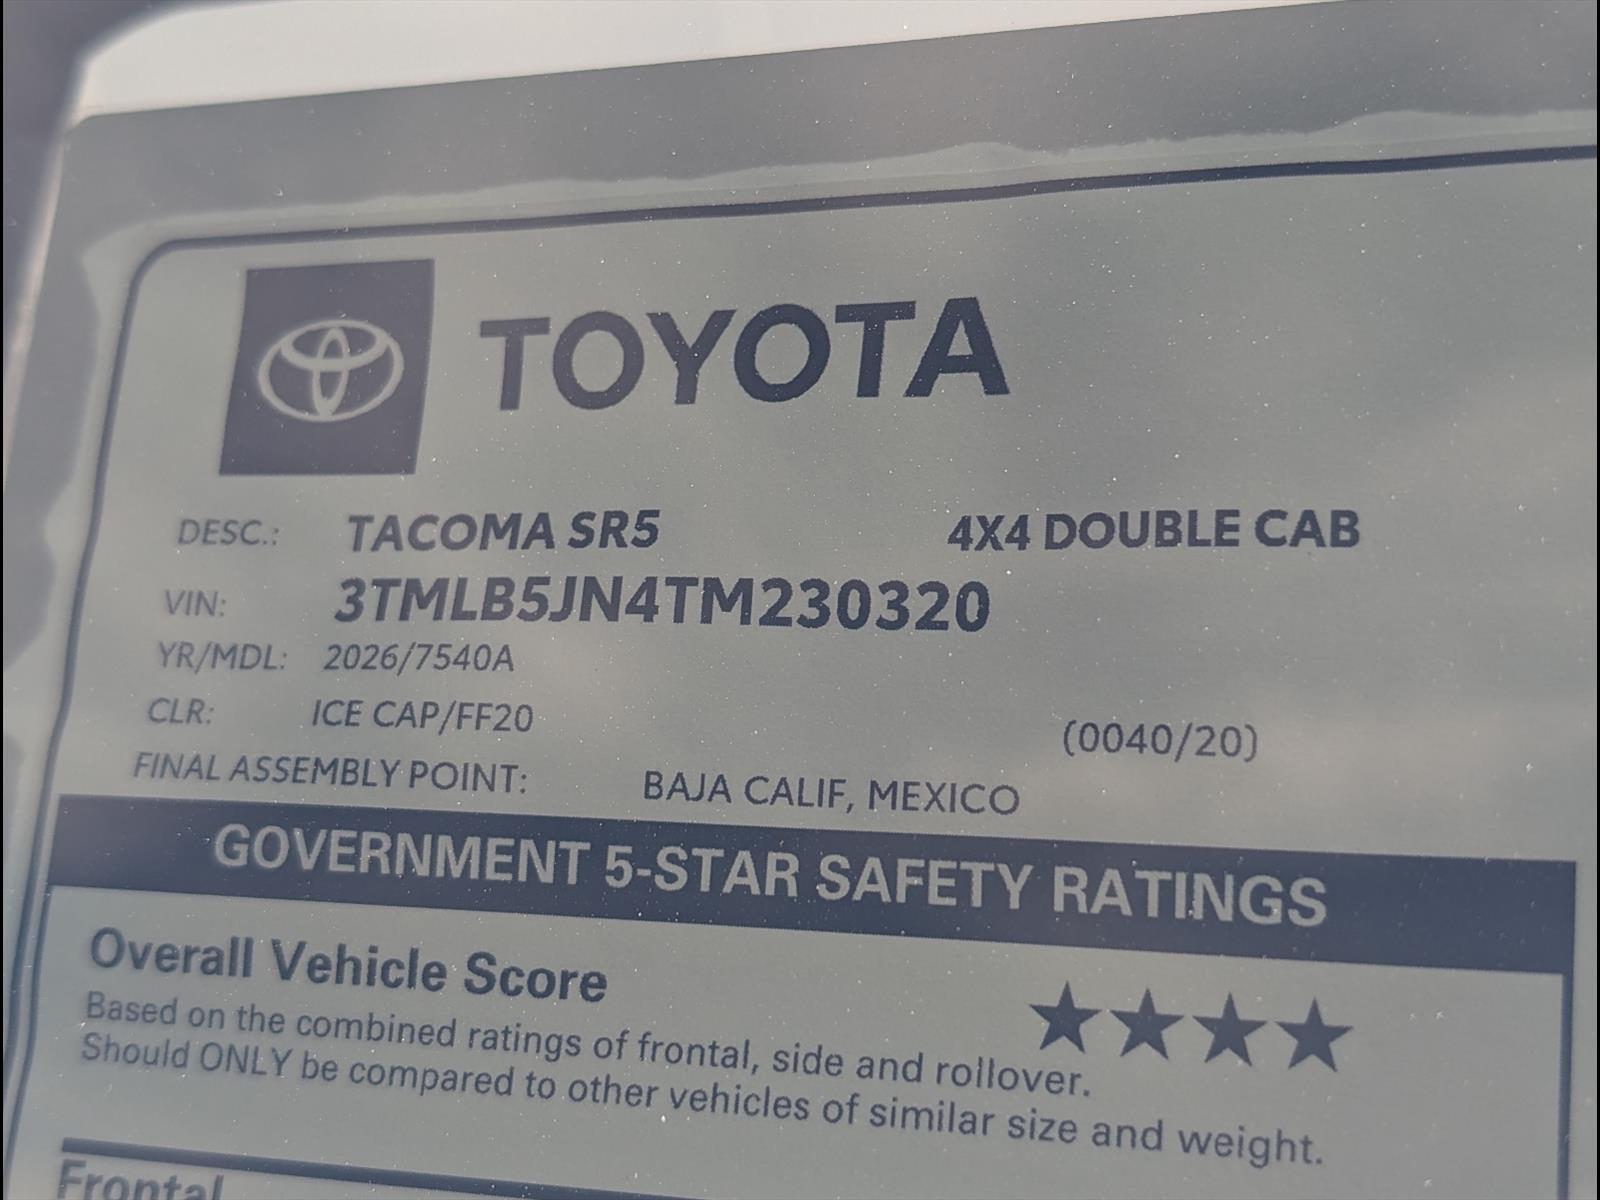 TOYOTA
DESC.: TACOMA SR5 4X4 DOUBLE CAB
VIN: 3TMLB5JN4TM230320
YR/MDL: 2026/7540A
CLR: ICE CAP/FF20 (0040/20)
FINAL ASSEMBLY POINT: BAJA CALIF, MEXICO
GOVERNMENT 5-STAR SAFETY RATINGS
Overall Vehicle Score ★★★★
Based on the combined ratings of frontal, side and rollover.
Should ONLY be compared to other vehicles of similar size and weight.
Frontal